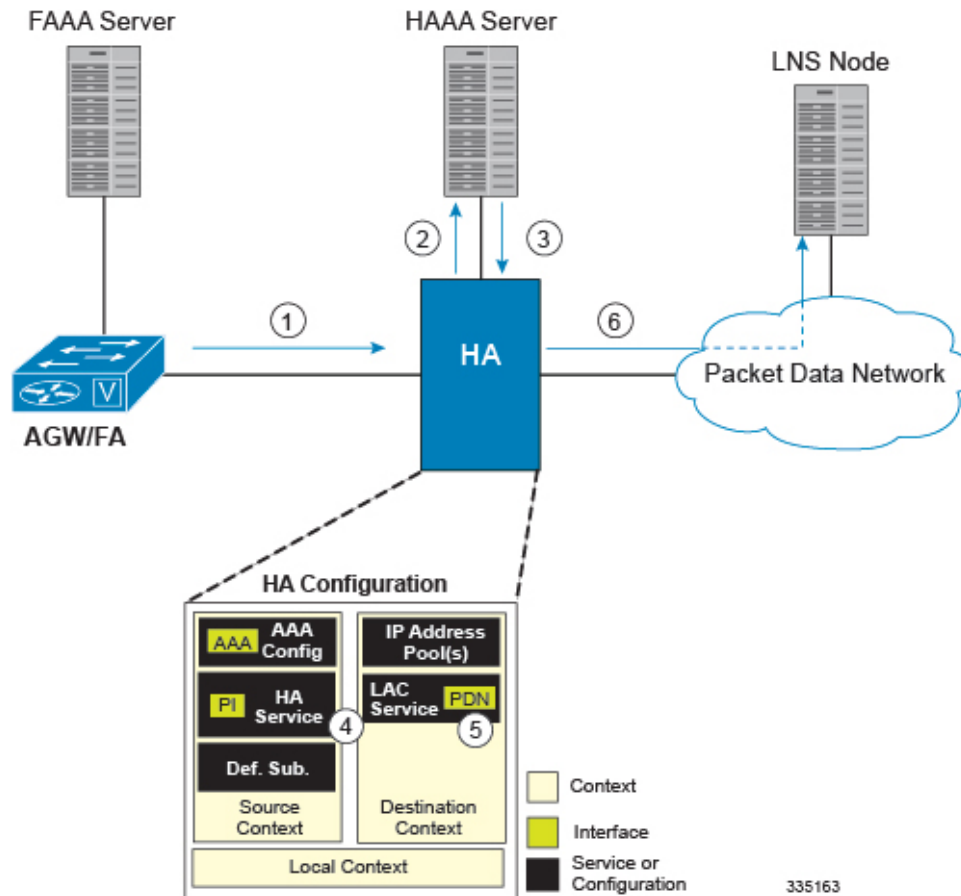 FAAA Server
HAAA Server
LNS Node
2
3
1
6
HA
Packet Data Network
V
AGW/FA
HA Configuration
AAA
AAA
Config
IP Address
Pool(s)
PI
HA
Service
LAC
Service
PDN
4
5
Def. Sub.
Source
Context
Destination
Context
Local Context
Context
Interface
Service or
Configuration
335163